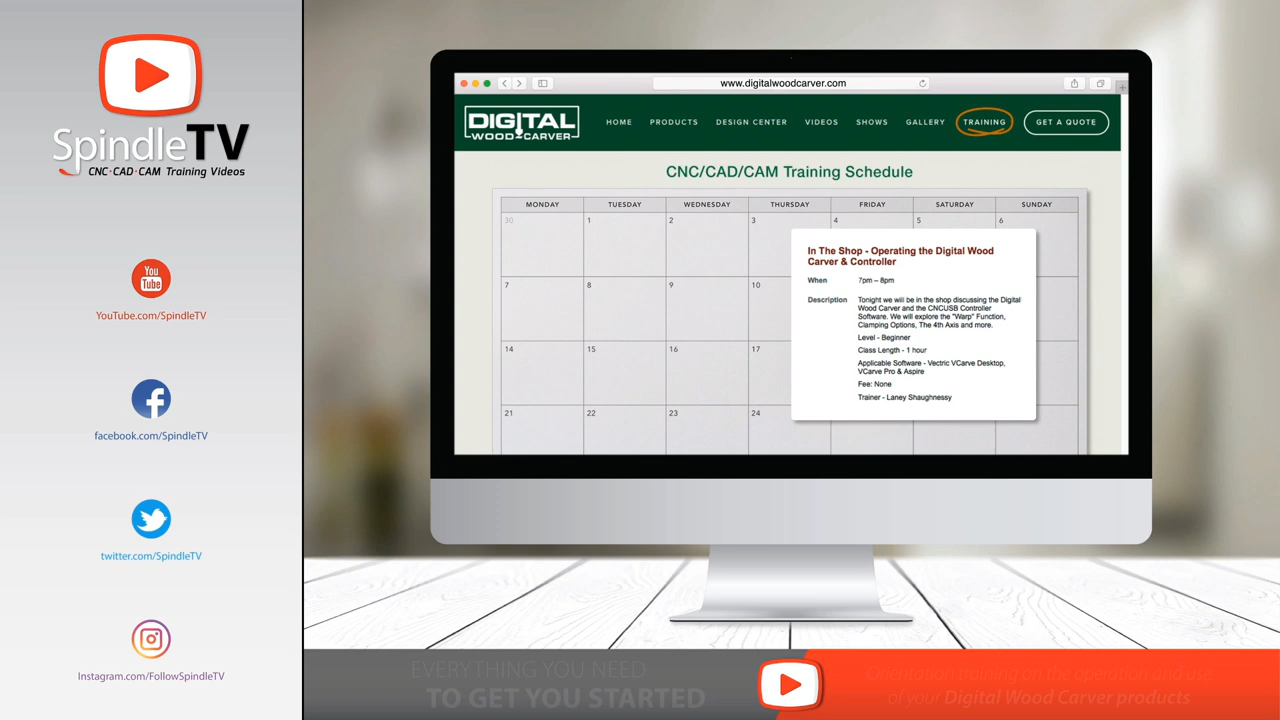 SpindleTV
CNC·CAD·CAM Training Videos
You
Tube
YouTube.com/SpindleTV
facebook.com/SpindleTV
twitter.com/SpindleTV
Instagram.com/FollowSpindleTV
www.digitalwoodcarver.com
DIGITAL
WOOD CARVER
HOME PRODUCTS DESIGN CENTER VIDEOS SHOWS GALLERY TRAINING GET A QUOTE
CNC/CAD/CAM Training Schedule
MONDAY TUESDAY WEDNESDAY THURSDAY FRIDAY SATURDAY SUNDAY
30 1 2 3 4 5 6
7 8 9 10
14 15 16 17
21 22 23 24
In The Shop - Operating the Digital Wood
Carver & Controller
When 7pm – 8pm
Description Tonight we will be in the shop discussing the Digital
Wood Carver and the CNCUSB Controller
Software. We will explore the "Warp" Function,
Clamping Options, The 4th Axis and more.
Level - Beginner
Class Length - 1 hour
Applicable Software - Vectric VCarve Desktop,
VCarve Pro & Aspire
Fee: None
Trainer - Laney Shaughnessy
EVERYTHING YOU NEED
TO GET YOU STARTED
Orientation training on the operation and use
of your Digital Wood Carver products